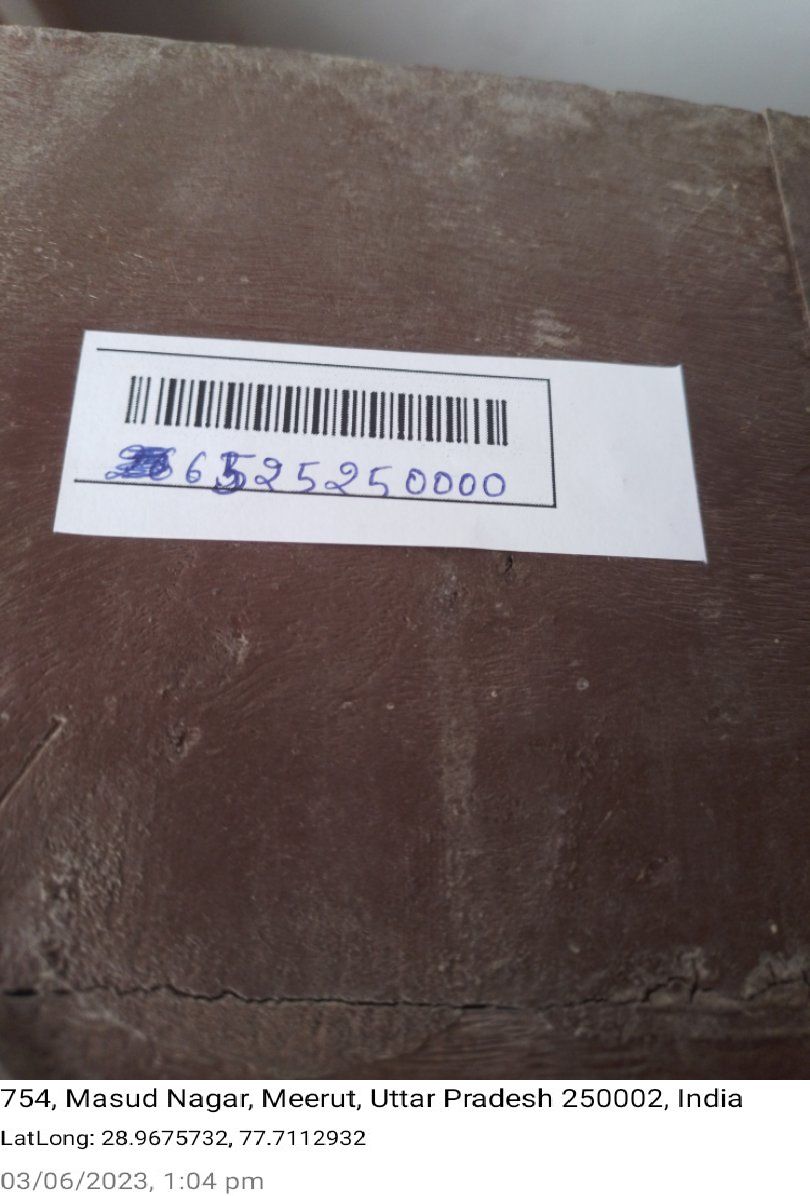 6525250000
754, Masud Nagar, Meerut, Uttar Pradesh 250002, India
LatLong: 28.9675732, 77.7112932
03/06/2023, 1:04 pm